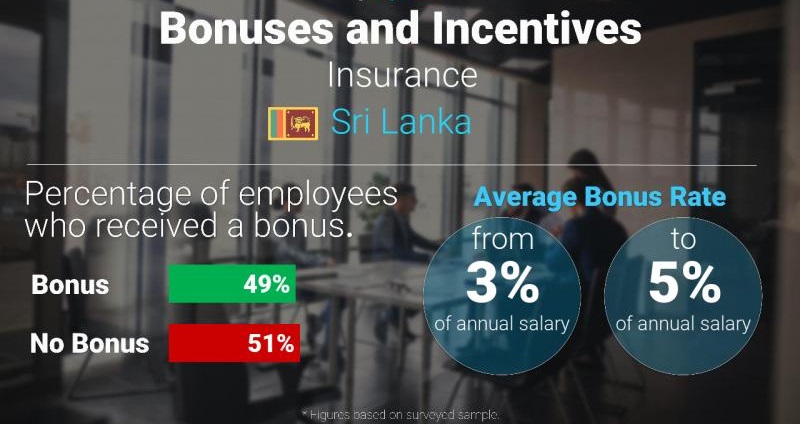 Bonuses and Incentives
Insurance
Sri Lanka
Percentage of employees
who received a bonus.
Bonus 49%
No Bonus 51%
Average Bonus Rate
from
3%
of annual salary
to
5%
of annual salary
* Figures based on surveyed sample.